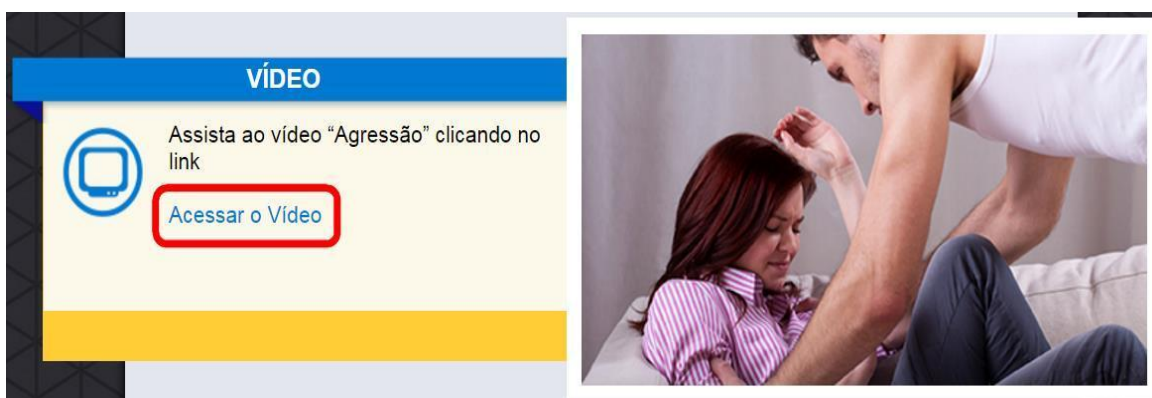 VÍDEO
Assista ao vídeo “Agressão” clicando no
link
Acessar o Vídeo